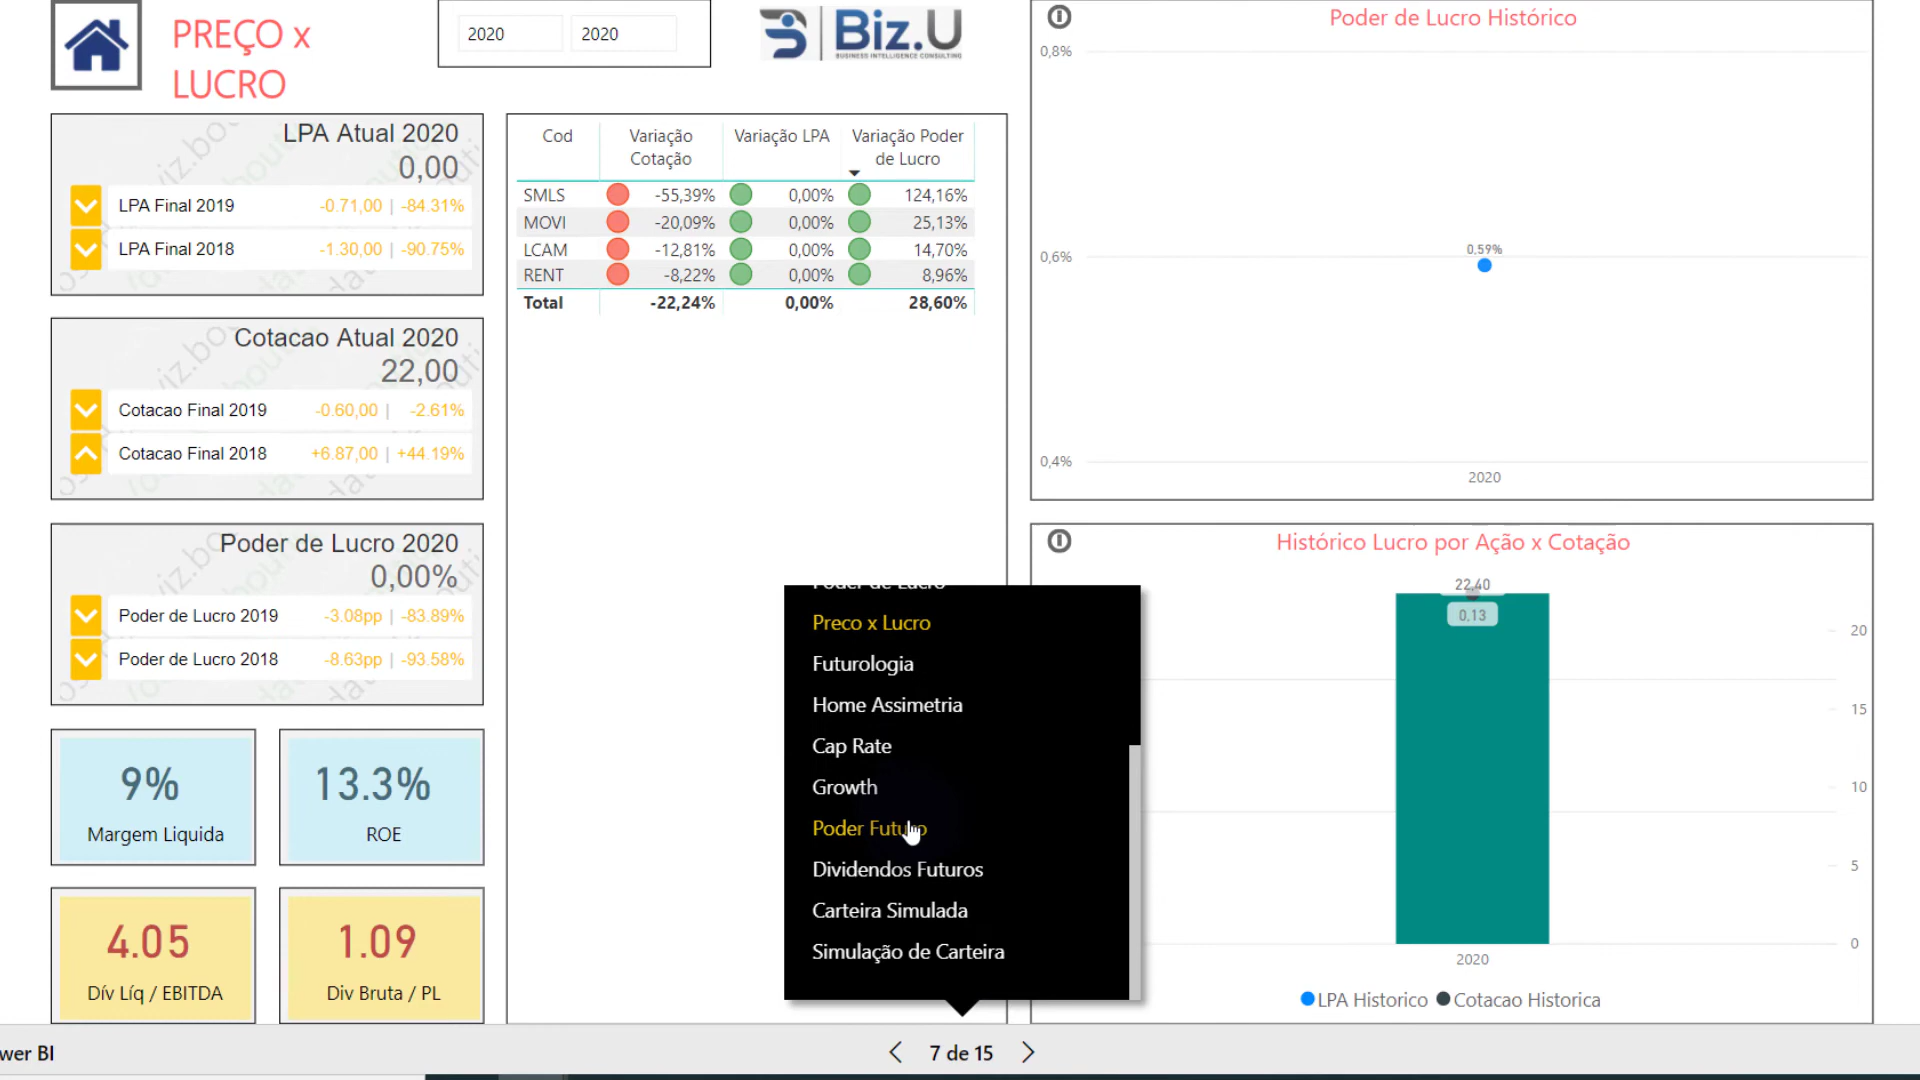 PREÇO x
LUCRO
2020
2020
Biz.U
BUSINESS INTELLIGENCE CONSULTING
LPA Atual 2020
0,00
LPA Final 2019 -0.71,00 | -84.31%
LPA Final 2018 -1.30,00 | -90.75%
Cotacao Atual 2020
22,00
Cotacao Final 2019 -0.60,00 | -2.61%
Cotacao Final 2018 +6.87,00 | +44.19%
Poder de Lucro 2020
0,00%
Poder de Lucro 2019 -3.08pp | -83.89%
Poder de Lucro 2018 -8.63pp | -93.58%
9%
Margem Liquida
13.3%
ROE
4.05
Dív Líq / EBITDA
1.09
Div Bruta / PL
Cod Variação Cotação Variação LPA Variação Poder de Lucro
SMLS -55,39% 0,00% 124,16%
MOVI -20,09% 0,00% 25,13%
LCAM -12,81% 0,00% 14,70%
RENT -8,22% 0,00% 8,96%
Total -22,24% 0,00% 28,60%
Poder de Lucro
Preco x Lucro
Futurologia
Home Assimetria
Cap Rate
Growth
Poder Futuro
Dividendos Futuros
Carteira Simulada
Simulação de Carteira
Poder de Lucro Histórico
0,8%
0,59%
0,6%
0,4%
2020
Histórico Lucro por Ação x Cotação
22,40
0,13
20
15
10
5
0
2020
LPA Historico Cotacao Historica
wer BI
7 de 15